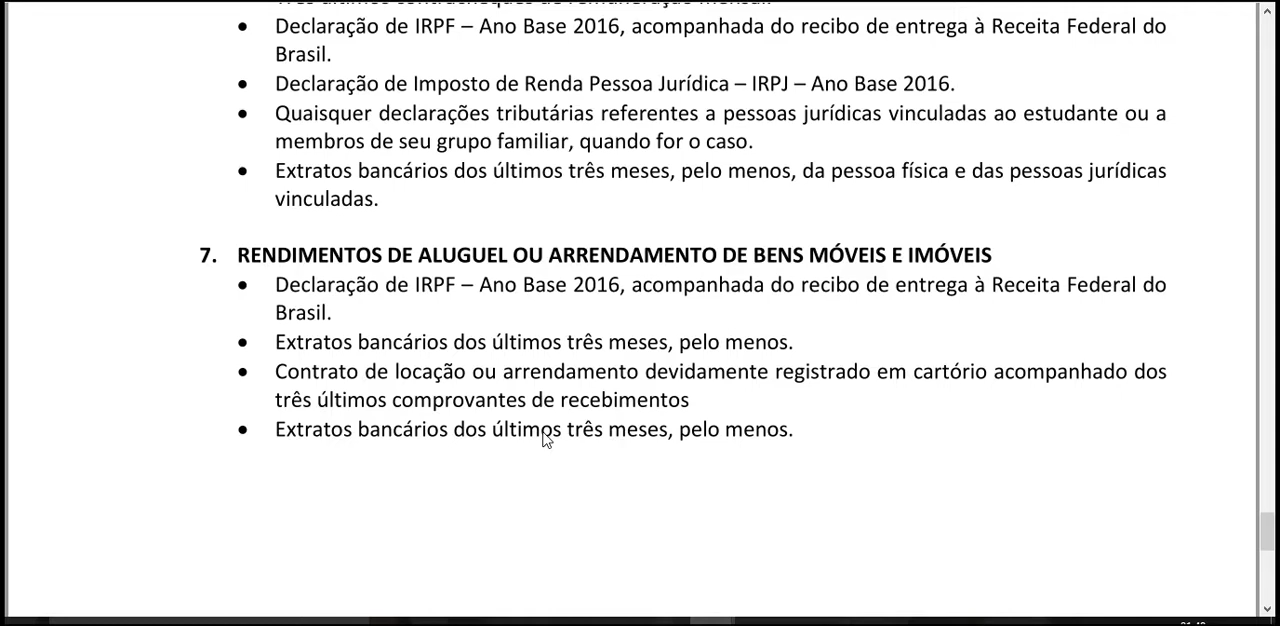 Três últimos contracheques de remuneração mensal.
• Declaração de IRPF – Ano Base 2016, acompanhada do recibo de entrega à Receita Federal do
Brasil.
• Declaração de Imposto de Renda Pessoa Jurídica – IRPJ – Ano Base 2016.
• Quaisquer declarações tributárias referentes a pessoas jurídicas vinculadas ao estudante ou a
membros de seu grupo familiar, quando for o caso.
• Extratos bancários dos últimos três meses, pelo menos, da pessoa física e das pessoas jurídicas
vinculadas.
7. RENDIMENTOS DE ALUGUEL OU ARRENDAMENTO DE BENS MÓVEIS E IMÓVEIS
• Declaração de IRPF – Ano Base 2016, acompanhada do recibo de entrega à Receita Federal do
Brasil.
• Extratos bancários dos últimos três meses, pelo menos.
• Contrato de locação ou arrendamento devidamente registrado em cartório acompanhado dos
três últimos comprovantes de recebimentos
• Extratos bancários dos últimos três meses, pelo menos.